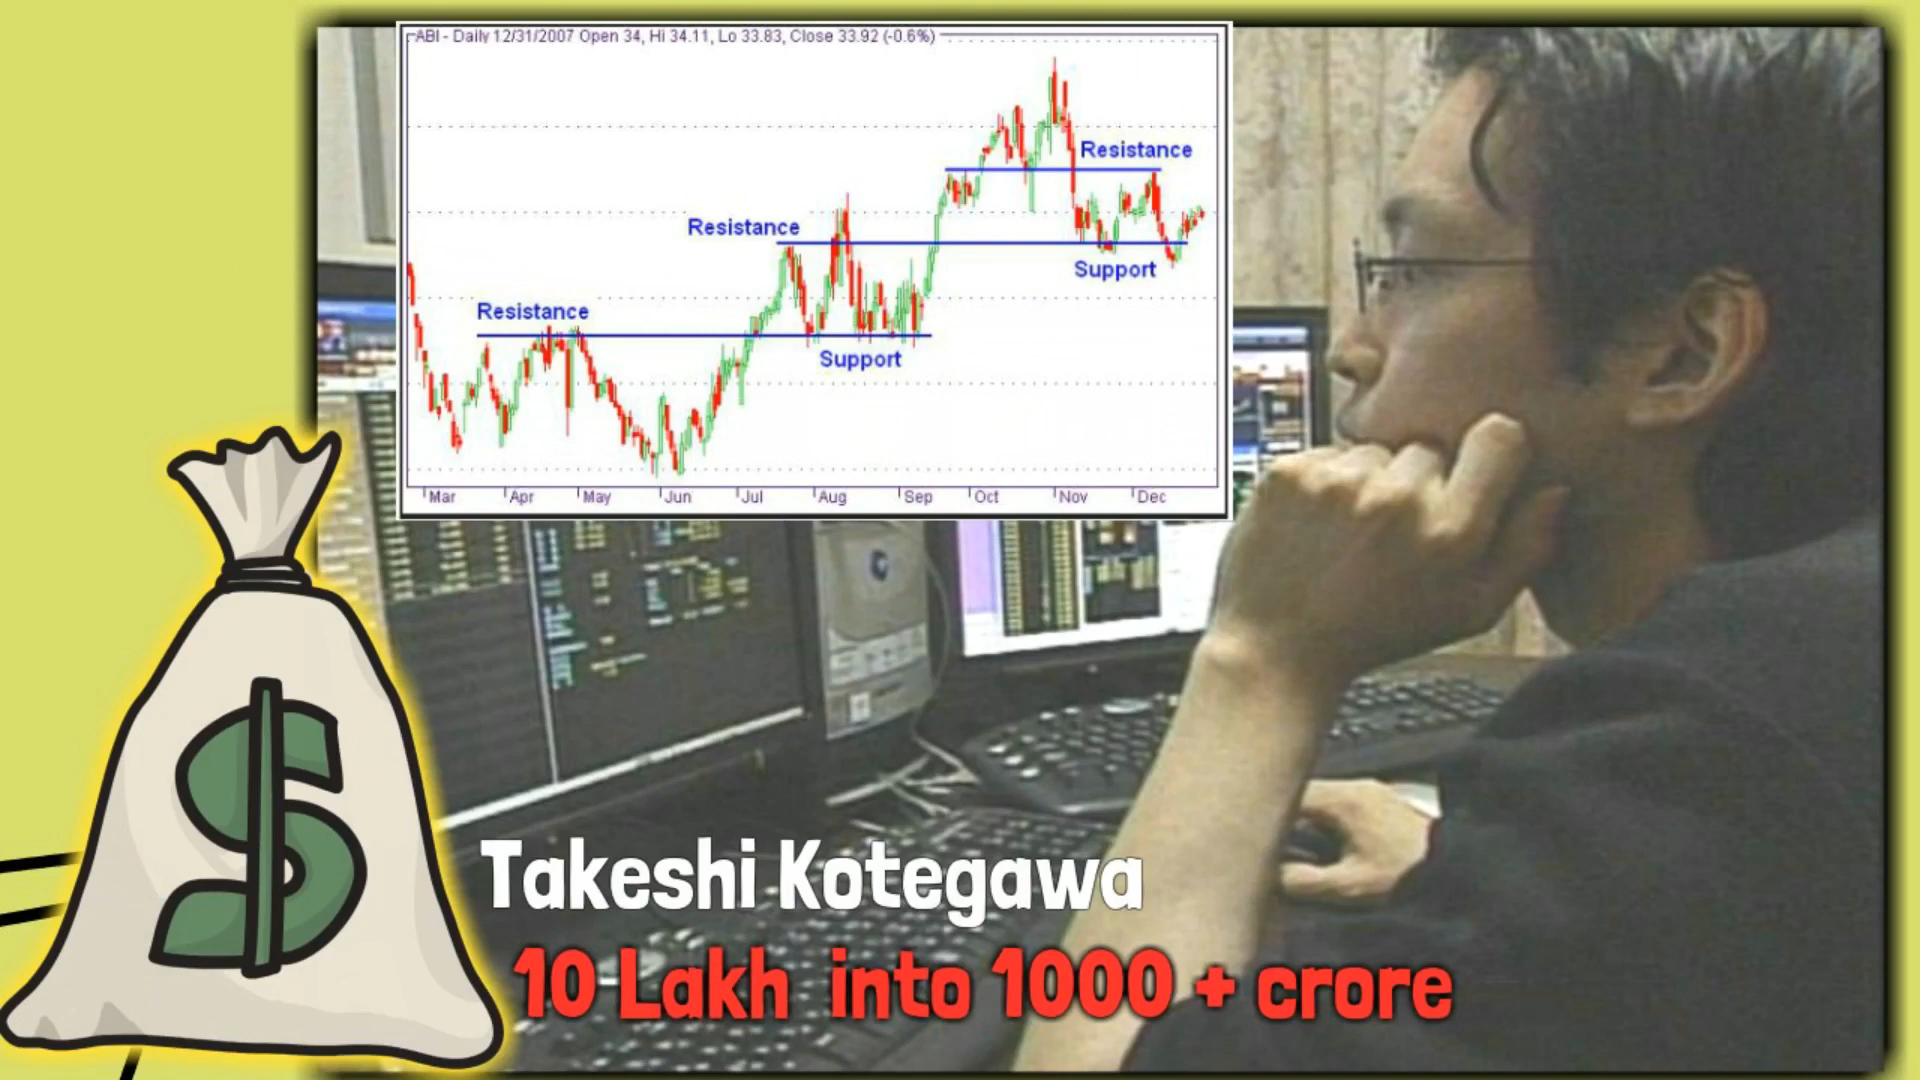 ABI - Daily 12/31/2007 Open 34, Hi 34.11, Lo 33.83, Close 33.92 (-0.6%)
Resistance
Resistance
Support
Resistance
Support
Mar Apr May Jun Jul Aug Sep Oct Nov Dec
Takeshi Kotegawa
10 Lakh into 1000 + crore